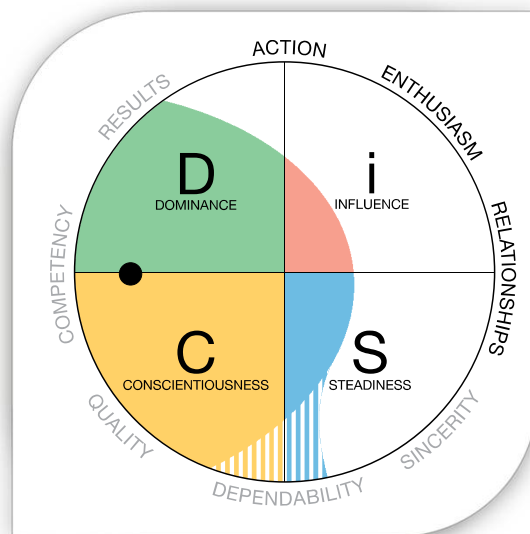 ACTION
ENTHUSIASM
RESULTS
D
DOMINANCE
i
INFLUENCE
COMPETENCY
RELATIONSHIPS
C
CONSCIENTIOUSNESS
S
STEADINESS
QUALITY
SINCERITY
DEPENDABILITY